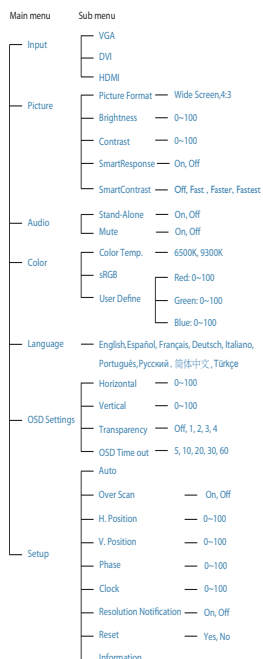 Main menu Sub menu
Input
VGA
DVI
HDMI
Picture
Picture Format Wide Screen,4:3
Brightness 0~100
Contrast 0~100
SmartResponse On, Off
SmartContrast Off, Fast , Faster, Fastest
Audio
Stand-Alone On, Off
Mute On, Off
Color
Color Temp. 6500K, 9300K
sRGB
User Define
Red: 0~100
Green: 0~100
Blue: 0~100
Language
English,Español, Français, Deutsch, Italiano,
Português,Русский , 简体中文 ,Türkçe
OSD Settings
Horizontal 0~100
Vertical 0~100
Transparency Off, 1, 2, 3, 4
OSD Time out 5, 10, 20, 30, 60
Setup
Auto
Over Scan On, Off
H. Position 0~100
V. Position 0~100
Phase 0~100
Clock 0~100
Resolution Notification On, Off
Reset Yes, No
Information